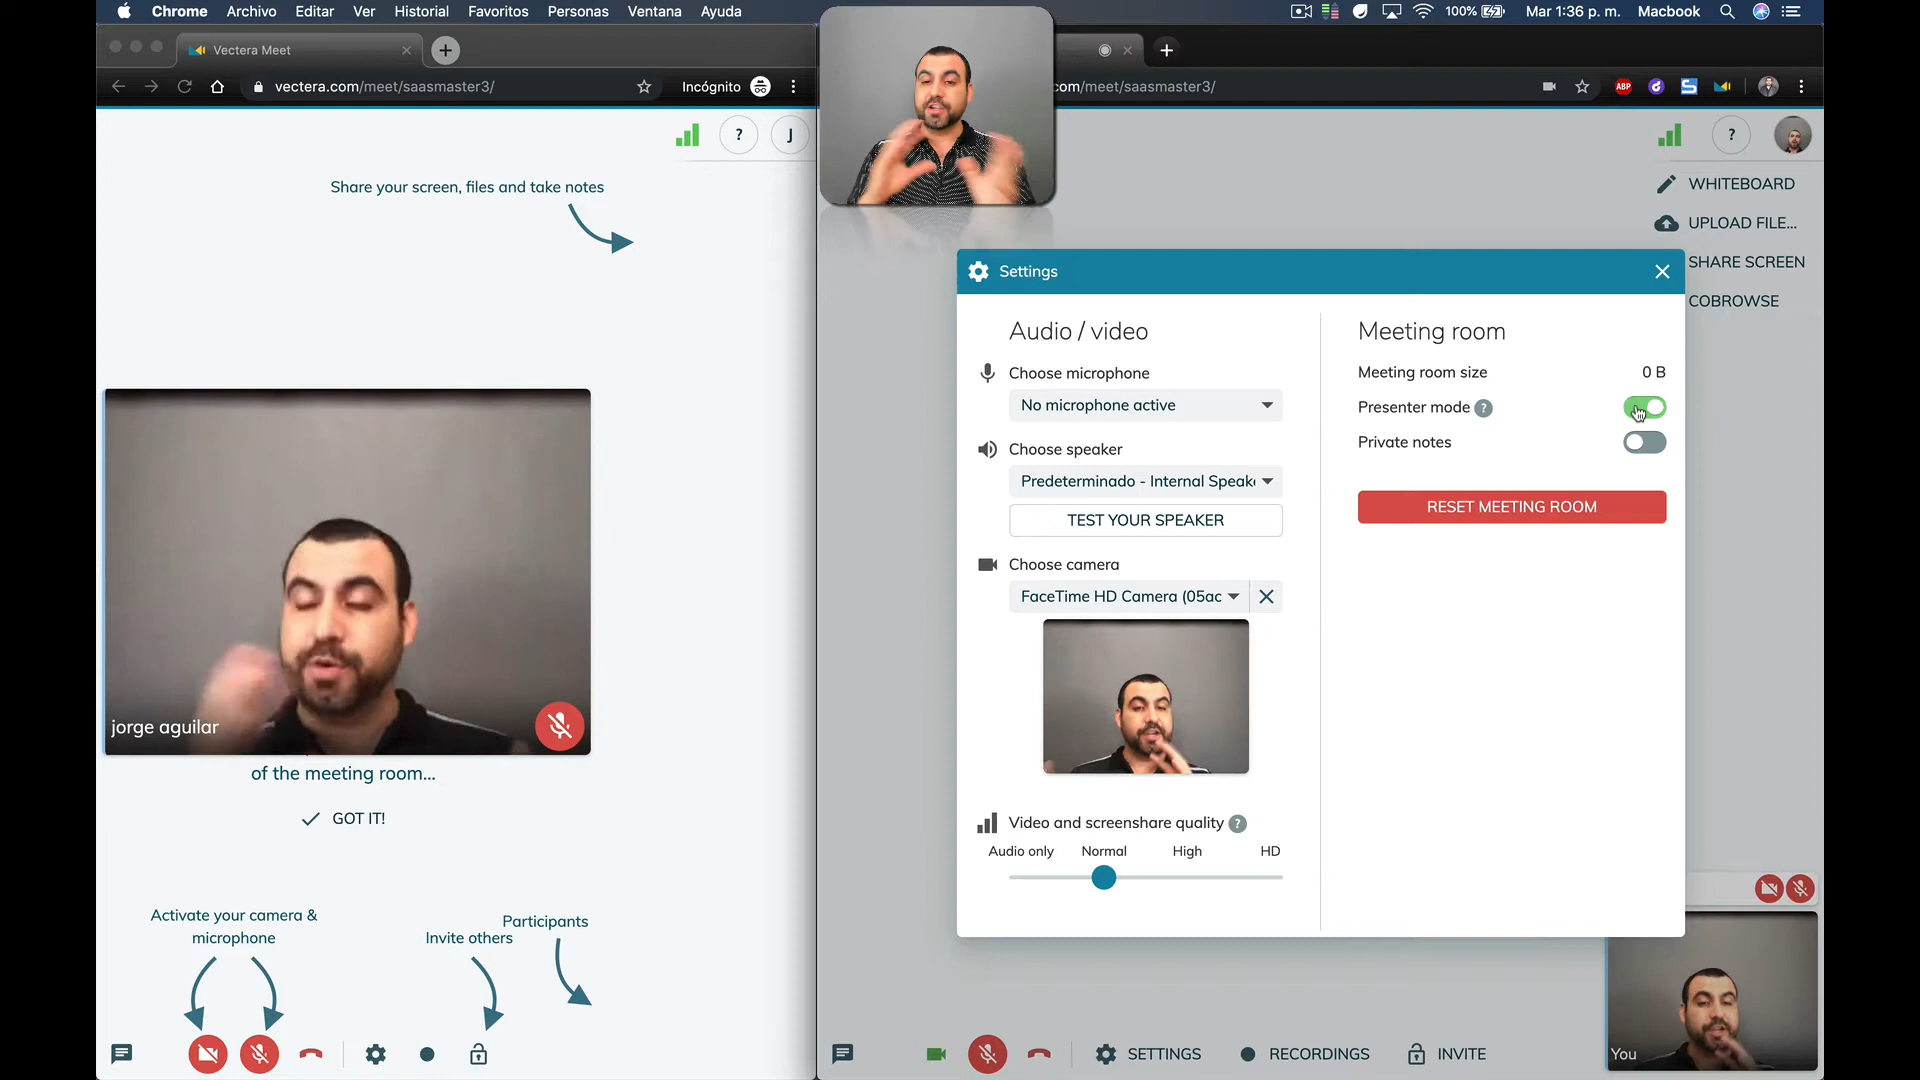 Chrome Archivo Editar Ver Historial Favoritos Personas Ventana Ayuda 100% Mar 1:36 p. m. Macbook
Vectera Meet
vectera.com/meet/saasmaster3/ Incógnito
com/meet/saasmaster3/
ABP
? J
?
Share your screen, files and take notes
WHITEBOARD
UPLOAD FILE...
SHARE SCREEN
COBROWSE
jorge aguilar
of the meeting room...
GOT IT!
Activate your camera &
microphone
Invite others
Participants
Settings
Audio / video
Choose microphone
No microphone active
Choose speaker
Predeterminado - Internal Speak
TEST YOUR SPEAKER
Choose camera
FaceTime HD Camera (05ac
Video and screenshare quality ?
Audio only Normal High HD
Meeting room
Meeting room size 0 B
Presenter mode ?
Private notes
RESET MEETING ROOM
You
SETTINGS RECORDINGS INVITE